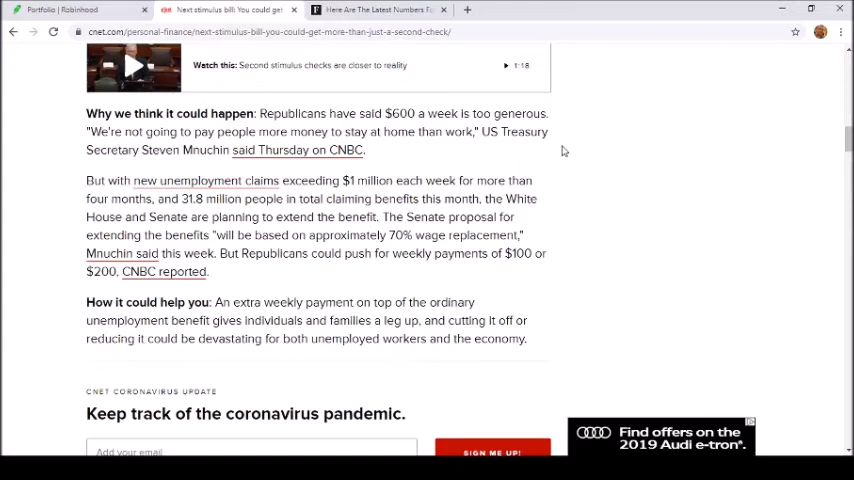 Portfolio | Robinhood
Next stimulus bill: You could get
Here Are The Latest Numbers Fo
cnet.com/personal-finance/next-stimulus-bill-you-could-get-more-than-just-a-second-check/
Watch this: Second stimulus checks are closer to reality
1:18
Why we think it could happen: Republicans have said $600 a week is too generous.
"We're not going to pay people more money to stay at home than work," US Treasury
Secretary Steven Mnuchin said Thursday on CNBC.
But with new unemployment claims exceeding $1 million each week for more than
four months, and 31.8 million people in total claiming benefits this month, the White
House and Senate are planning to extend the benefit. The Senate proposal for
extending the benefits "will be based on approximately 70% wage replacement,"
Mnuchin said this week. But Republicans could push for weekly payments of $100 or
$200, CNBC reported.
How it could help you: An extra weekly payment on top of the ordinary
unemployment benefit gives individuals and families a leg up, and cutting it off or
reducing it could be devastating for both unemployed workers and the economy.
CNET CORONAVIRUS UPDATE
Keep track of the coronavirus pandemic.
Add your email
SIGN ME UP!
Find offers on the
2019 Audi e-tron®.